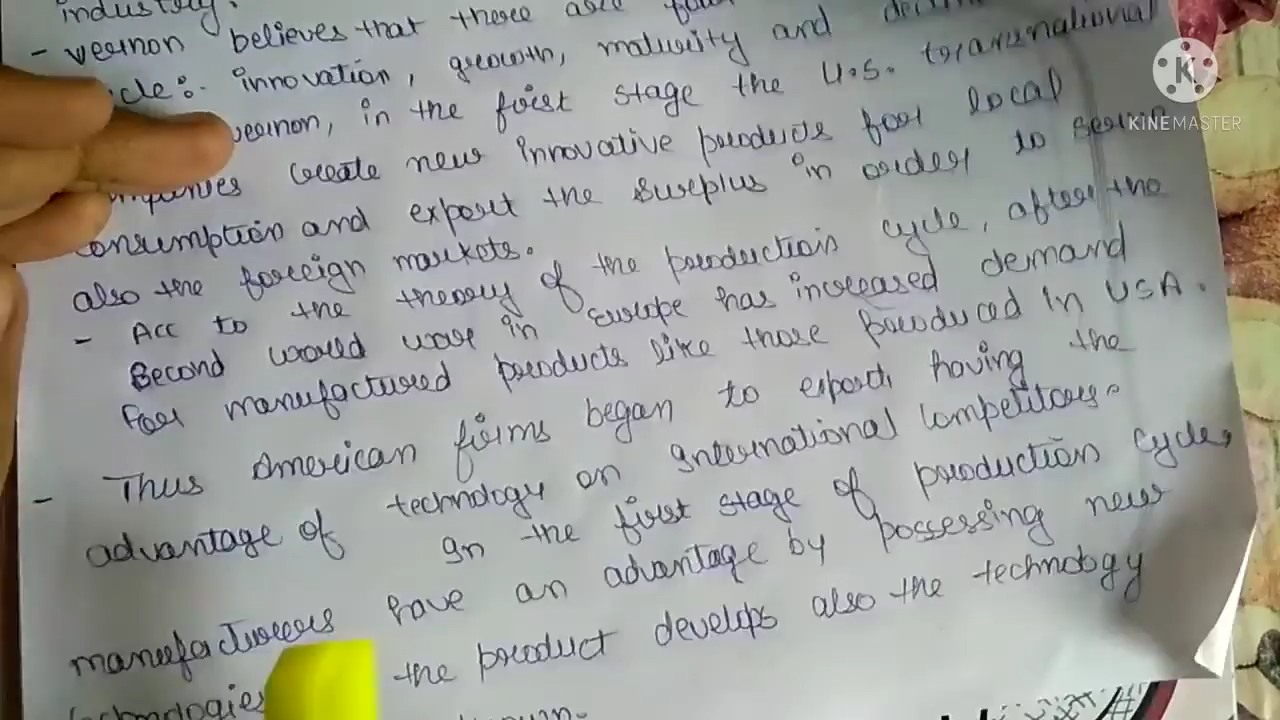 industry.
- vernon believes that there are
innovation, growth, maturity and
vernon, in the first stage the U.S. transnational
create new innovative products for local
consumption and export the surplus in order to serve
also the foreign markets.
- Acc to the theory of the production cycle, after the
Second world war in Europe has increased demand
for manufactured products like those produced in USA.
- Thus American firms began to export, having the
advantage of technology on international competitors.
In the first stage of production cycle,
manufacturers have an advantage by possessing new
technologies the product develops also the technology
KINEMASTER